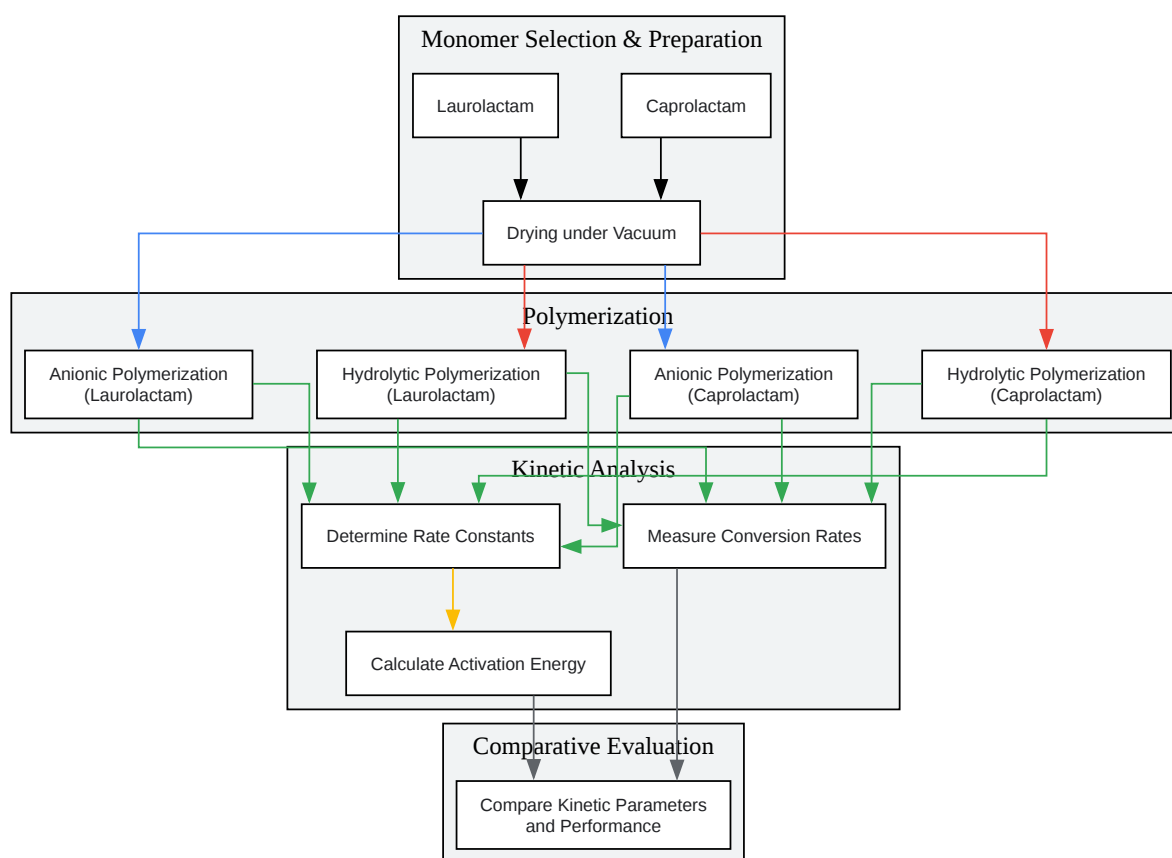 Monomer Selection & Preparation
Laurolactam
Caprolactam
Drying under Vacuum
Polymerization
Anionic Polymerization
(Laurolactam)
Hydrolytic Polymerization
(Laurolactam)
Anionic Polymerization
(Caprolactam)
Hydrolytic Polymerization
(Caprolactam)
Kinetic Analysis
Determine Rate Constants
Measure Conversion Rates
Calculate Activation Energy
Comparative Evaluation
Compare Kinetic Parameters
and Performance